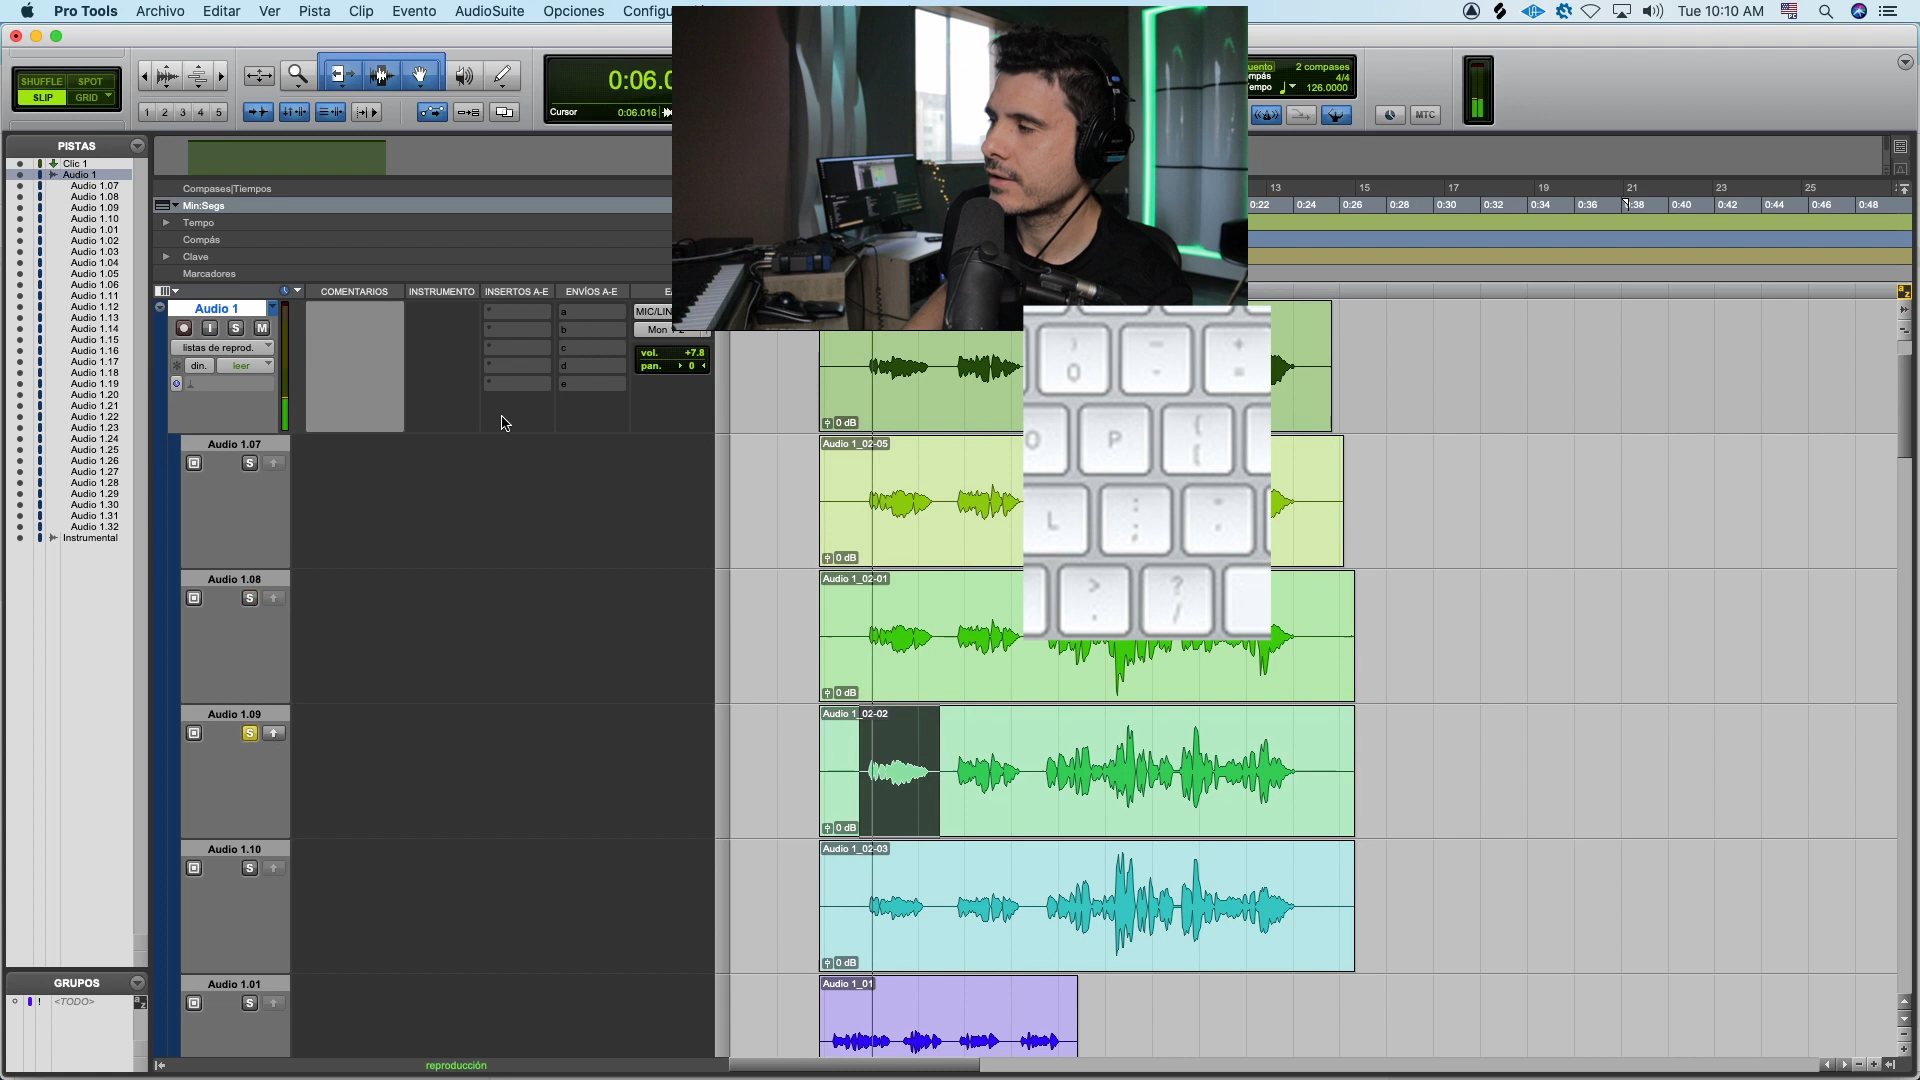 Pro Tools Archivo Editar Ver Pista Clip Evento AudioSuite Opciones Configu
Tue 10:10 AM
SHUFFLE SPOT
SLIP GRID
1 2 3 4 5
0:06.0
Cursor 0:06.016
uento 2 compases
mpás 4/4
Tempo 126.0000
MTC
PISTAS
Clic 1
Audio 1
Audio 1.07
Audio 1.08
Audio 1.09
Audio 1.10
Audio 1.01
Audio 1.02
Audio 1.03
Audio 1.04
Audio 1.05
Audio 1.06
Audio 1.11
Audio 1.12
Audio 1.13
Audio 1.14
Audio 1.15
Audio 1.16
Audio 1.17
Audio 1.18
Audio 1.19
Audio 1.20
Audio 1.21
Audio 1.22
Audio 1.23
Audio 1.24
Audio 1.25
Audio 1.26
Audio 1.27
Audio 1.28
Audio 1.29
Audio 1.30
Audio 1.31
Audio 1.32
Instrumental
GRUPOS
! <TODO>
a z
Compases|Tiempos
Min:Segs
Tempo
Compás
Clave
Marcadores
13 15 17 19 21 23 25
0:22 0:24 0:26 0:28 0:30 0:32 0:34 0:36 0:38 0:40 0:42 0:44 0:46 0:48
COMENTARIOS INSTRUMENTO INSERTOS A-E ENVÍOS A-E
Audio 1
I S M
listas de reprod.
din. leer
a
b
c
d
e
MIC/LIN
Mon
vol. +7.8
pan. 0
0 dB
Audio 1.07
S
Audio 1_02-05
0 dB
Audio 1.08
S
Audio 1_02-01
0 dB
Audio 1.09
S
Audio 1_02-02
0 dB
Audio 1.10
S
Audio 1_02-03
0 dB
Audio 1.01
S
Audio 1_01
reproducción
) 0
_ -
+ =
O P { [
L : ;
" '
> .
? /